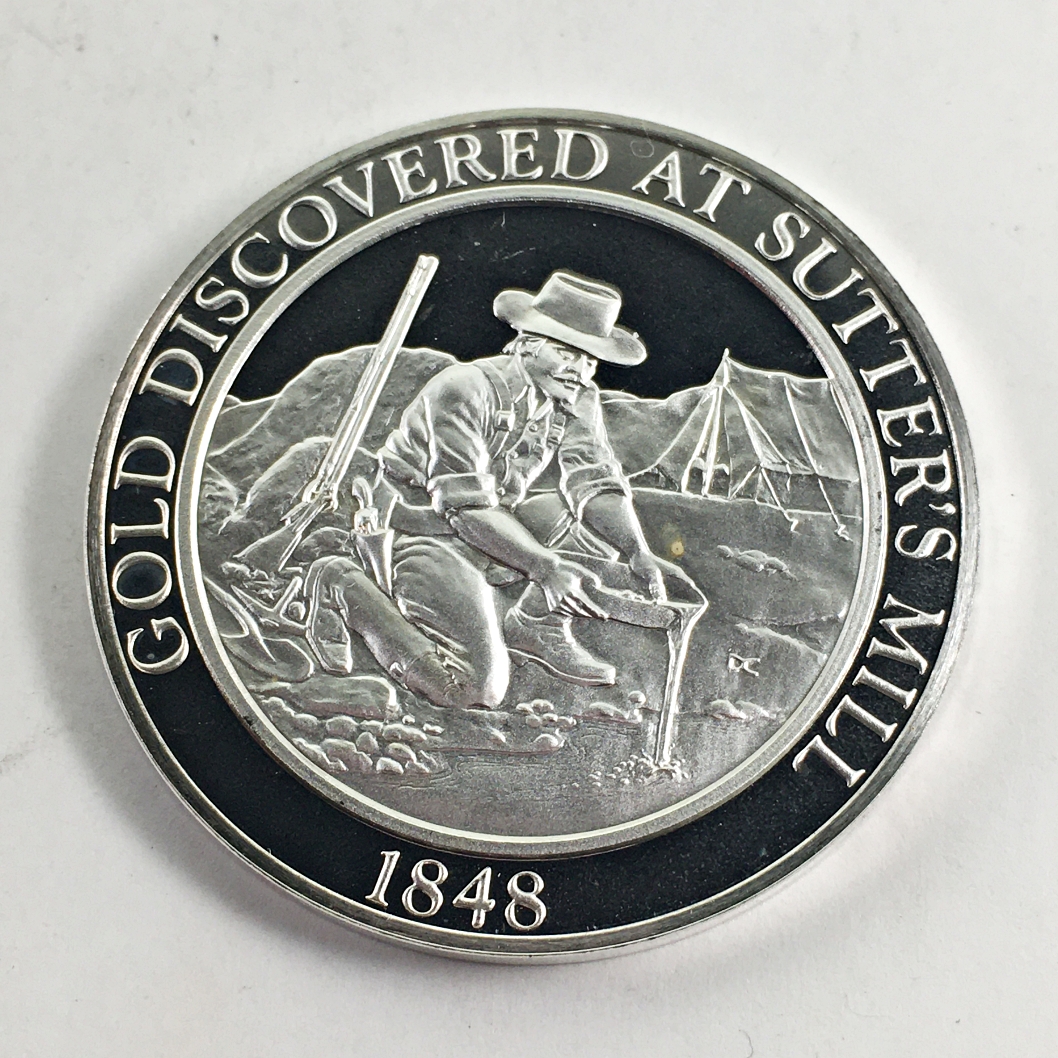 GOLD DISCOVERED AT SUTTER'S MILL
1848